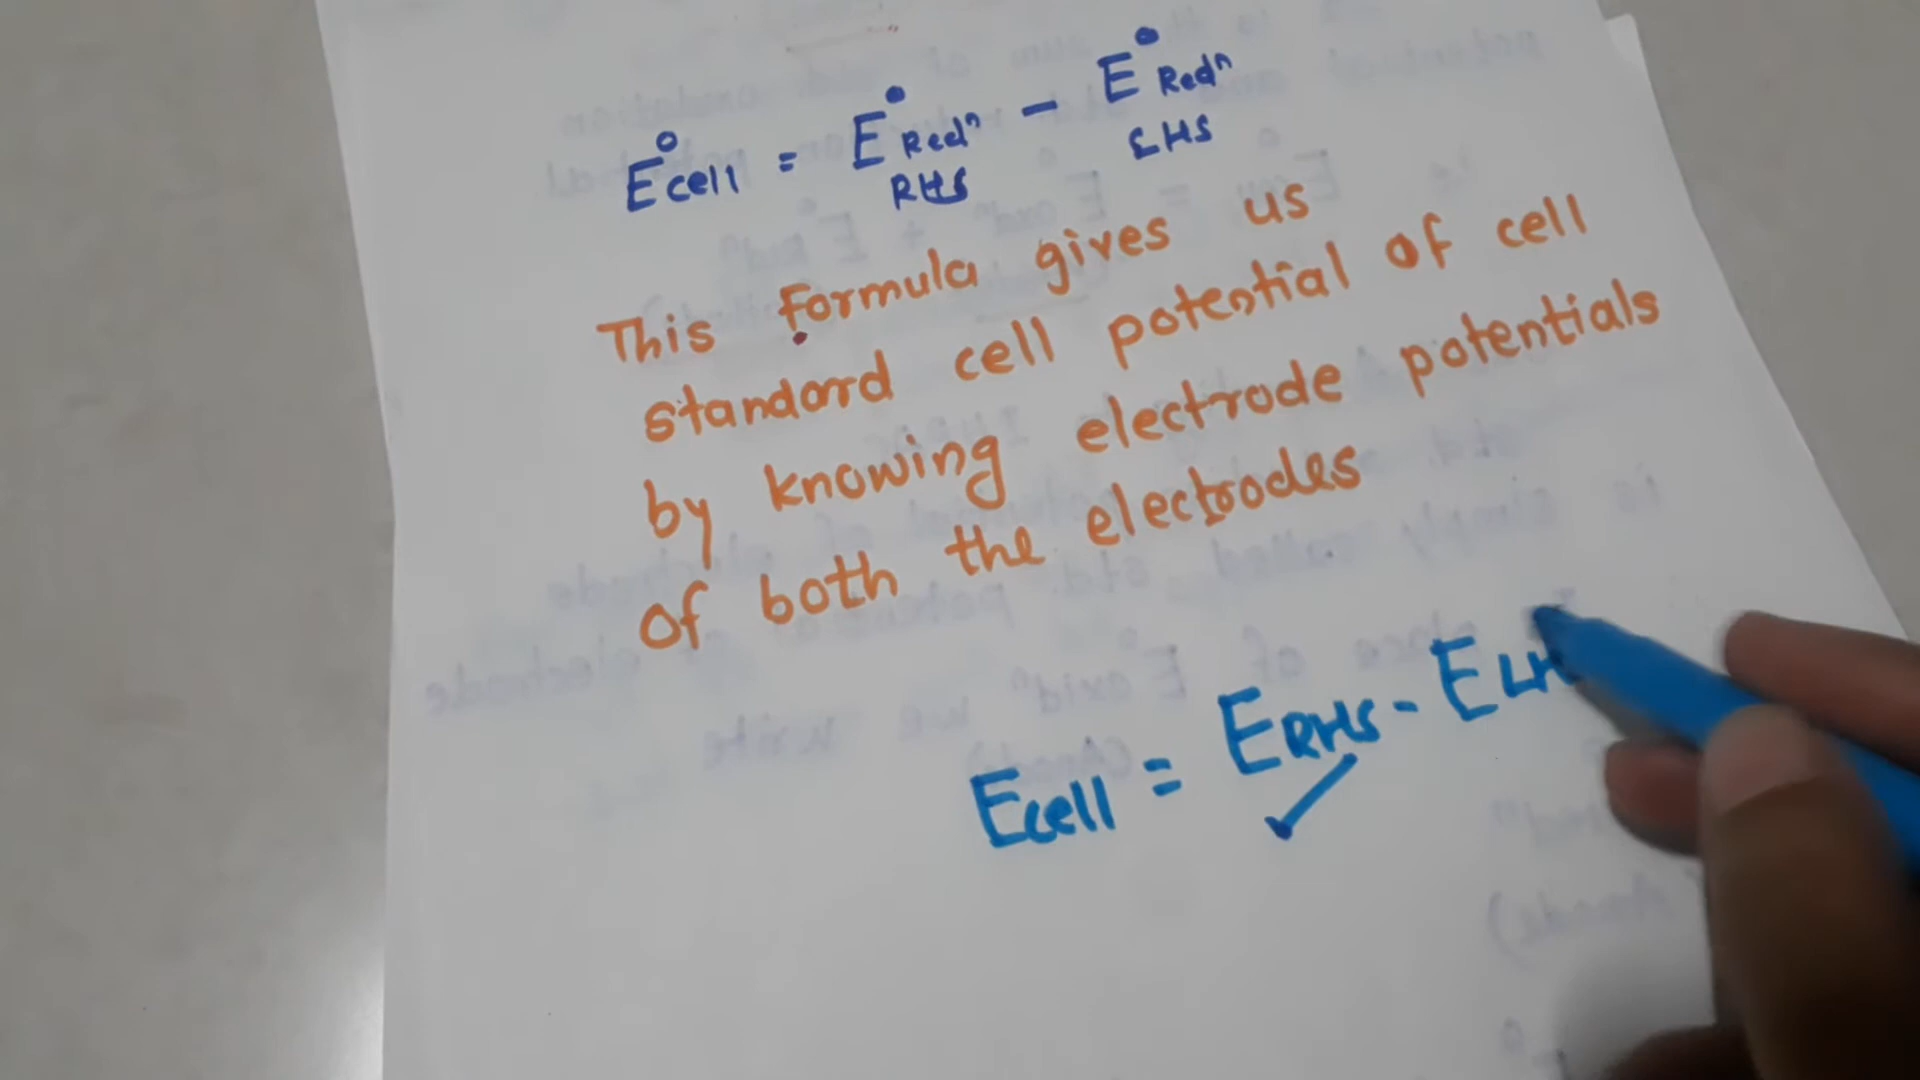 E°cell = E°Redⁿ RHS - E°Redⁿ LHS
This formula gives us
standard cell potential of cell
by knowing electrode potentials
of both the electrodes
Ecell = ERHS - ELH